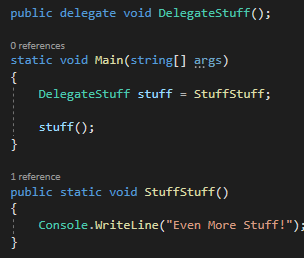 public delegate void DelegateStuff();
0 references
static void Main(string[] args)
{
DelegateStuff stuff = StuffStuff;
stuff();
}
1 reference
public static void StuffStuff()
{
Console.WriteLine("Even More Stuff!");
}